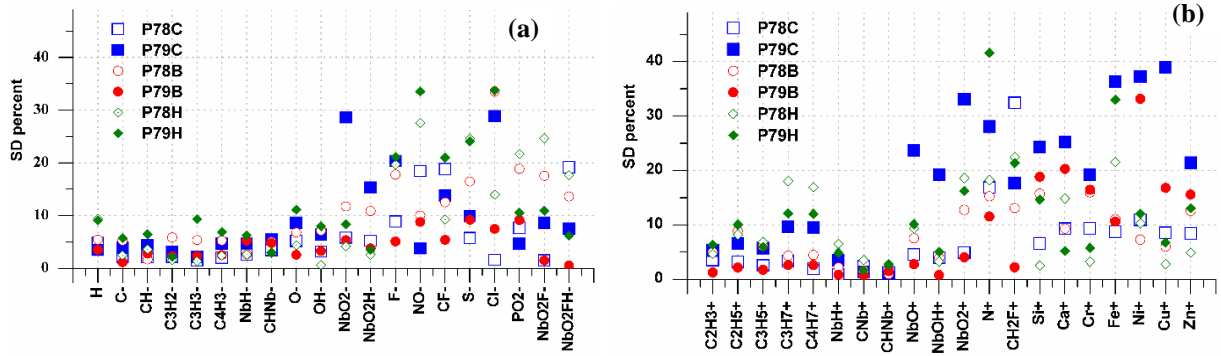 (a)
P78C
P79C
P78B
P79B
P78H
P79H
SD percent
40
30
20
10
0
H-
C-
CH-
C3H2-
C3H3-
C4H3-
NbH-
CHNb-
O-
OH-
NbO2-
NbO2H-
F-
NO-
CF-
S-
Cl-
PO2-
NbO2F-
NbO2FH-
(b)
P78C
P79C
P78B
P79B
P78H
P79H
SD percent
40
30
20
10
0
C2H3+
C2H5+
C3H5+
C3H7+
C4H7+
NbH+
CNb+
CHNb+
NbO+
NbOH+
NbO2+
N+
CH2F+
Si+
Ca+
Cr+
Fe+
Ni+
Cu+
Zn+